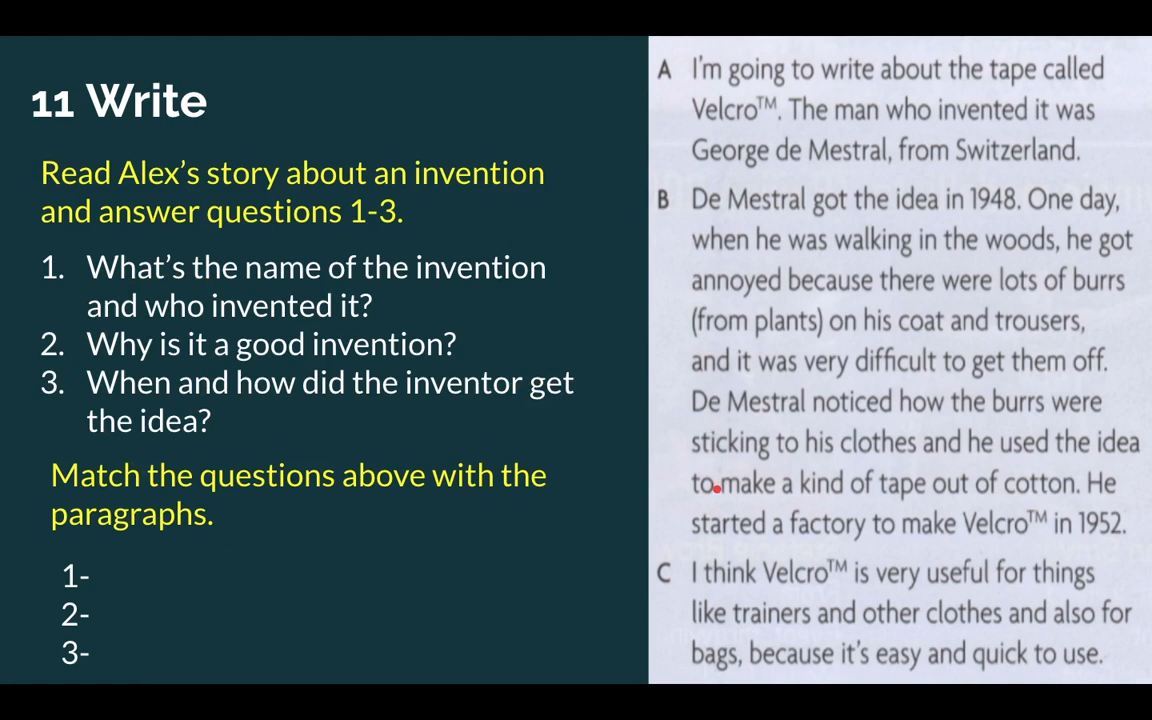 11 Write
Read Alex's story about an invention
and answer questions 1-3.
1. What's the name of the invention
and who invented it?
2. Why is it a good invention?
3. When and how did the inventor get
the idea?
Match the questions above with the
paragraphs.
1-
2-
3-
A I'm going to write about the tape called
Velcro™. The man who invented it was
George de Mestral, from Switzerland.
B De Mestral got the idea in 1948. One day,
when he was walking in the woods, he got
annoyed because there were lots of burrs
(from plants) on his coat and trousers,
and it was very difficult to get them off.
De Mestral noticed how the burrs were
sticking to his clothes and he used the idea
to make a kind of tape out of cotton. He
started a factory to make Velcro™ in 1952.
C I think Velcro™ is very useful for things
like trainers and other clothes and also for
bags, because it's easy and quick to use.